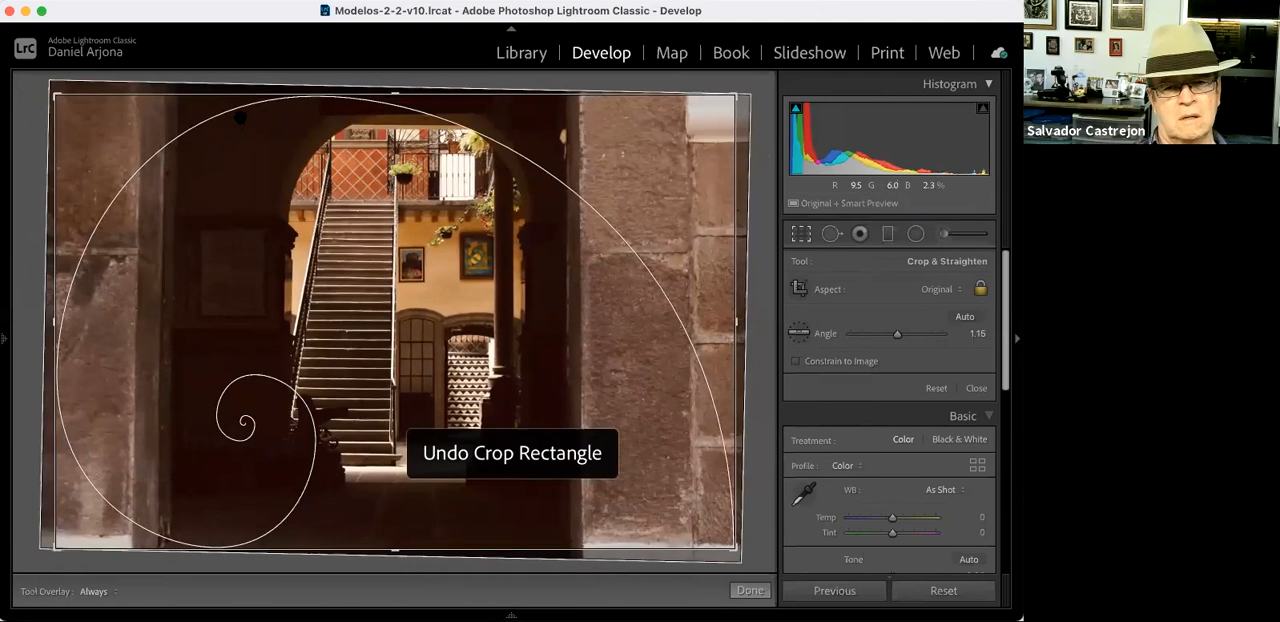 Modelos-2-2-v10.lrcat - Adobe Photoshop Lightroom Classic - Develop
LrC
Adobe Lightroom Classic
Daniel Arjona
Library
Develop
Map
Book
Slideshow
Print
Web
Salvador Castrejon
Histogram
R 9.5 G 6.0 B 2.3 %
Original + Smart Preview
Tool : Crop & Straighten
Aspect : Original
Auto
Angle 1.15
Constrain to Image
Reset Close
Basic
Treatment : Color Black & White
Profile : Color
WB : As Shot
Temp 0
Tint 0
Tone Auto
Undo Crop Rectangle
Tool Overlay : Always
Done
Previous
Reset